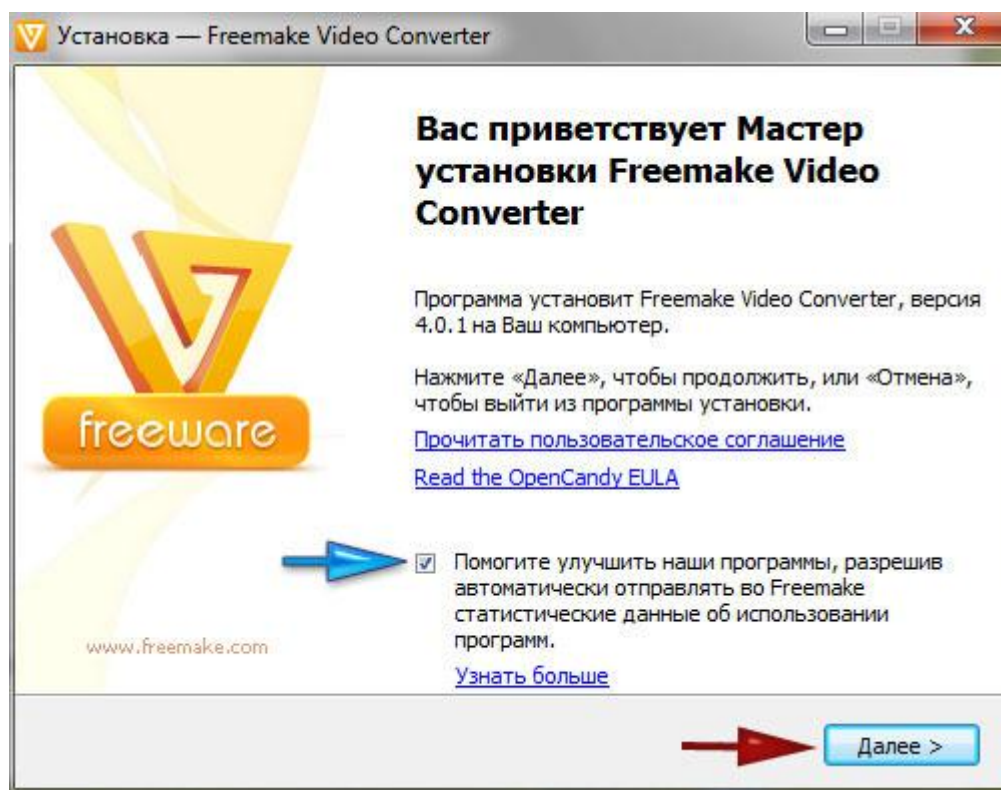 Установка — Freemake Video Converter
Вас приветствует Мастер
установки Freemake Video
Converter
Программа установит Freemake Video Converter, версия
4.0.1 на Ваш компьютер.
Нажмите «Далее», чтобы продолжить, или «Отмена»,
чтобы выйти из программы установки.
Прочитать пользовательское соглашение
Read the OpenCandy EULA
freeware
Помогите улучшить наши программы, разрешив
автоматически отправлять во Freemake
статистические данные об использовании
программ.
www.freemake.com
Узнать больше
Далее >